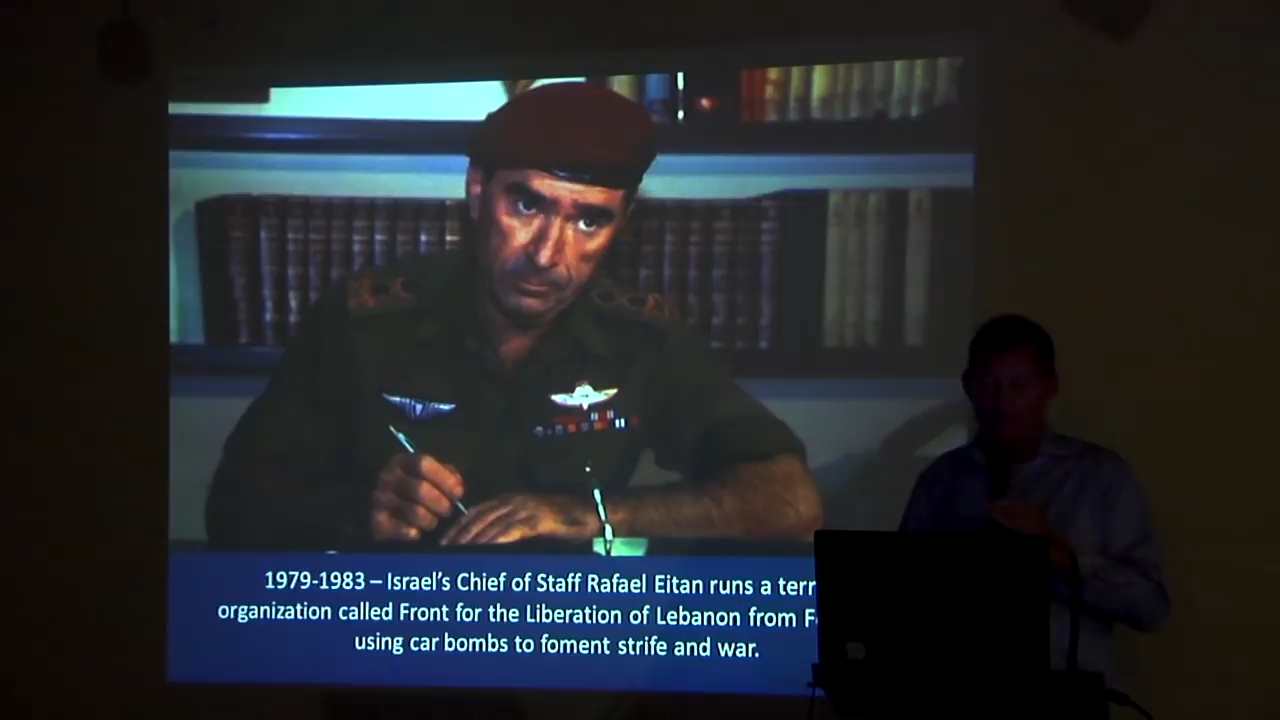 1979-1983 – Israel's Chief of Staff Rafael Eitan runs a
organization called Front for the Liberation of Lebanon from
using car bombs to foment strife and war.